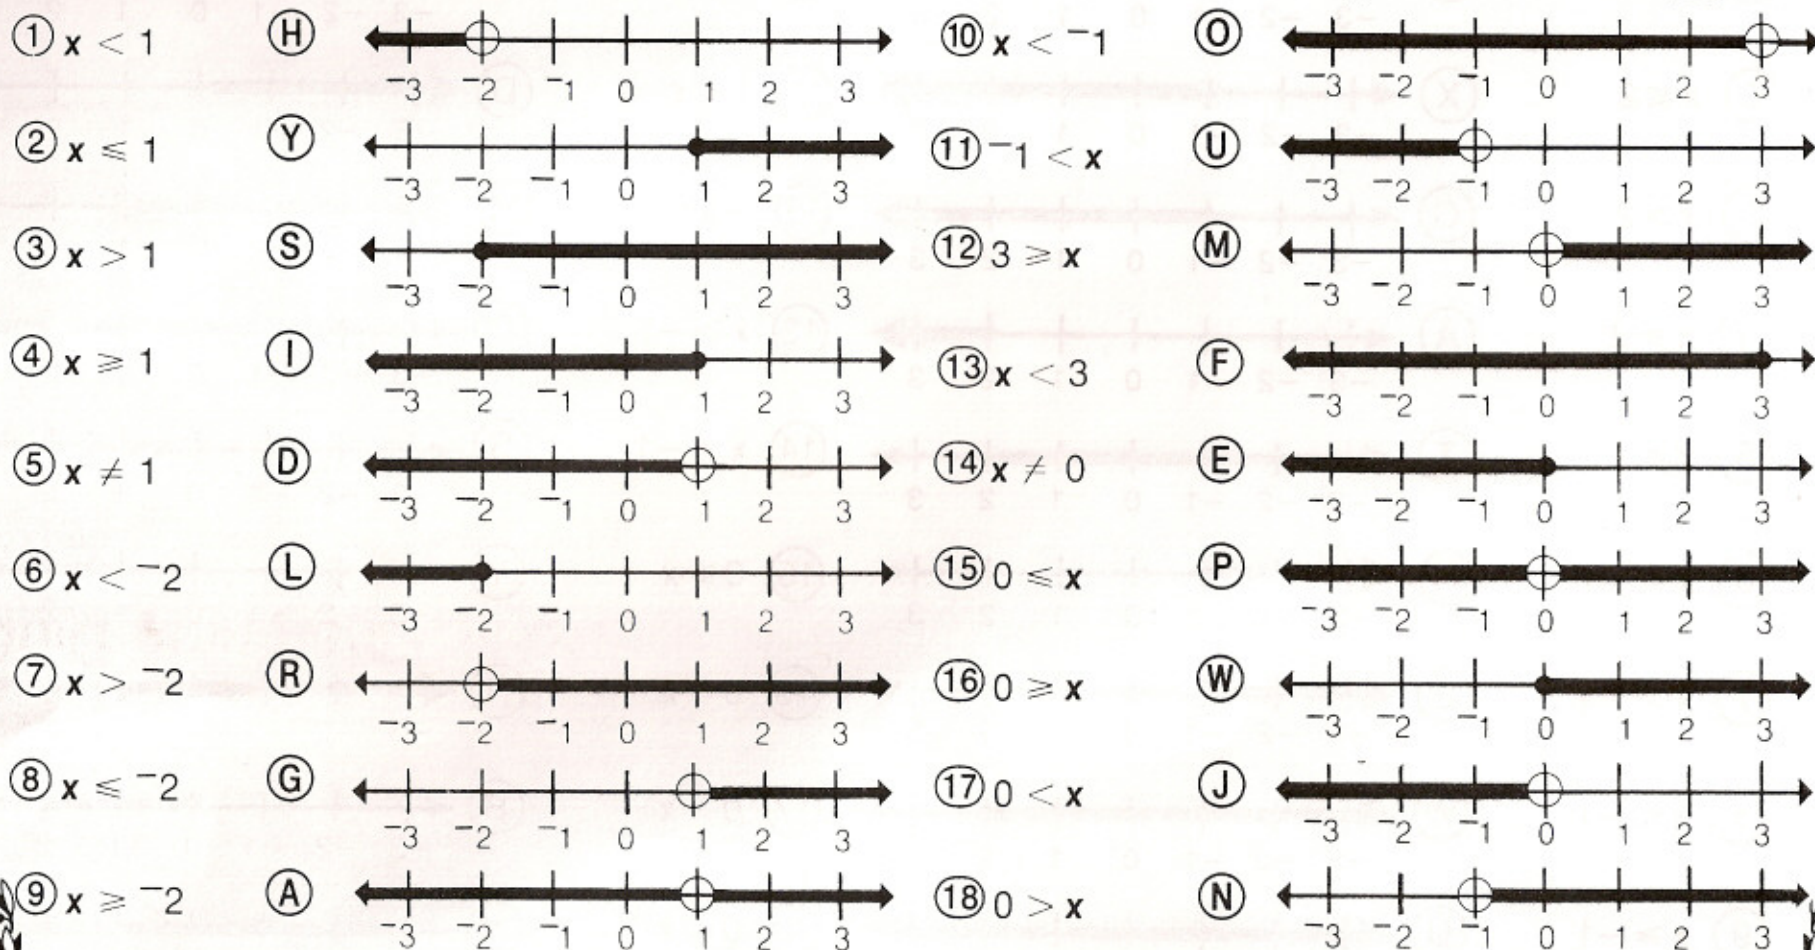 ① x < 1
Ⓗ
⁻3 ⁻2 ⁻1 0 1 2 3
② x ≤ 1
Ⓨ
⁻3 ⁻2 ⁻1 0 1 2 3
③ x > 1
Ⓢ
⁻3 ⁻2 ⁻1 0 1 2 3
④ x ≥ 1
Ⓘ
⁻3 ⁻2 ⁻1 0 1 2 3
⑤ x ≠ 1
Ⓓ
⁻3 ⁻2 ⁻1 0 1 2 3
⑥ x < ⁻2
Ⓛ
⁻3 ⁻2 ⁻1 0 1 2 3
⑦ x > ⁻2
Ⓡ
⁻3 ⁻2 ⁻1 0 1 2 3
⑧ x ≤ ⁻2
Ⓖ
⁻3 ⁻2 ⁻1 0 1 2 3
⑨ x ≥ ⁻2
Ⓐ
⁻3 ⁻2 ⁻1 0 1 2 3
⑩ x < ⁻1
Ⓞ
⁻3 ⁻2 ⁻1 0 1 2 3
⑪ ⁻1 < x
Ⓤ
⁻3 ⁻2 ⁻1 0 1 2 3
⑫ 3 ≥ x
Ⓜ
⁻3 ⁻2 ⁻1 0 1 2 3
⑬ x < 3
Ⓕ
⁻3 ⁻2 ⁻1 0 1 2 3
⑭ x ≠ 0
Ⓔ
⁻3 ⁻2 ⁻1 0 1 2 3
⑮ 0 ≤ x
Ⓟ
⁻3 ⁻2 ⁻1 0 1 2 3
⑯ 0 ≥ x
Ⓦ
⁻3 ⁻2 ⁻1 0 1 2 3
⑰ 0 < x
Ⓙ
⁻3 ⁻2 ⁻1 0 1 2 3
⑱ 0 > x
Ⓝ
⁻3 ⁻2 ⁻1 0 1 2 3